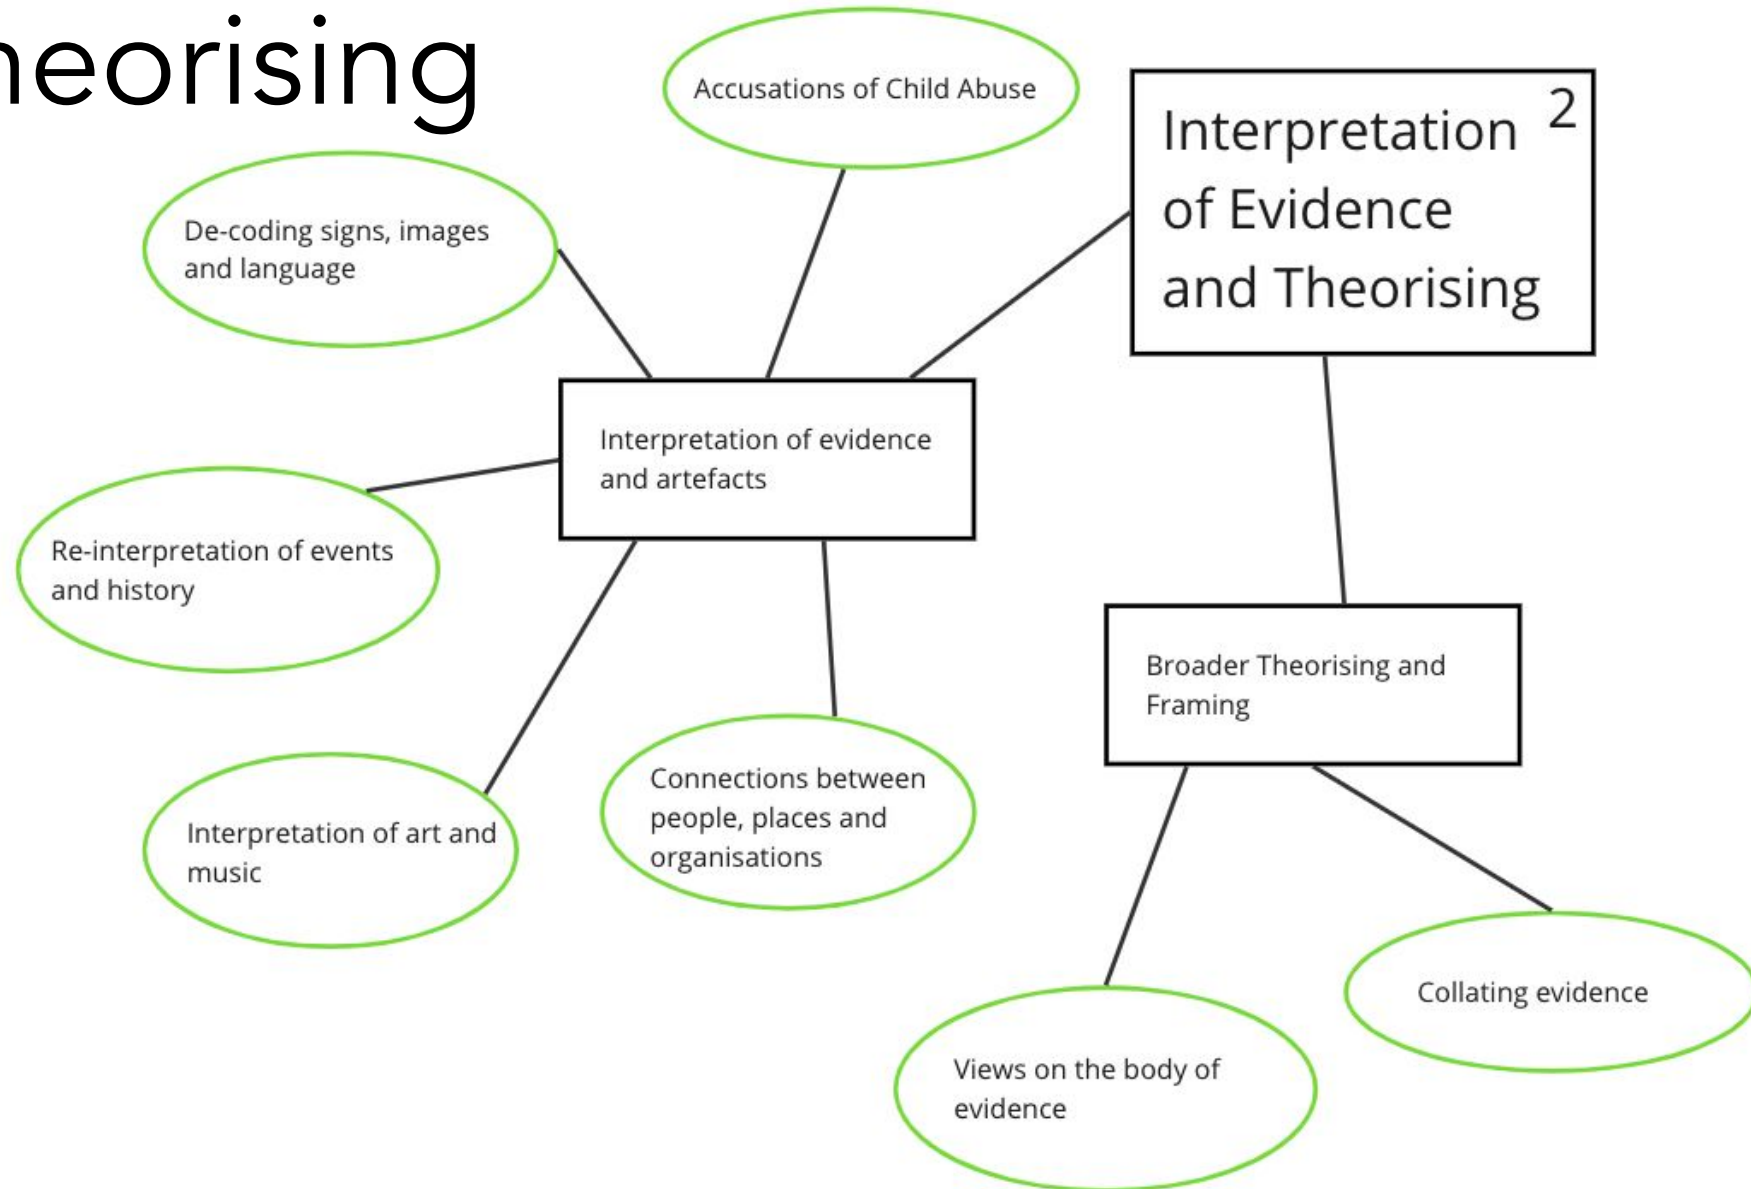 heorising
Accusations of Child Abuse
Interpretation 2
of Evidence
and Theorising
De-coding signs, images
and language
Interpretation of evidence
and artefacts
Re-interpretation of events
and history
Broader Theorising and
Framing
Connections between
people, places and
organisations
Interpretation of art and
music
Collating evidence
Views on the body of
evidence